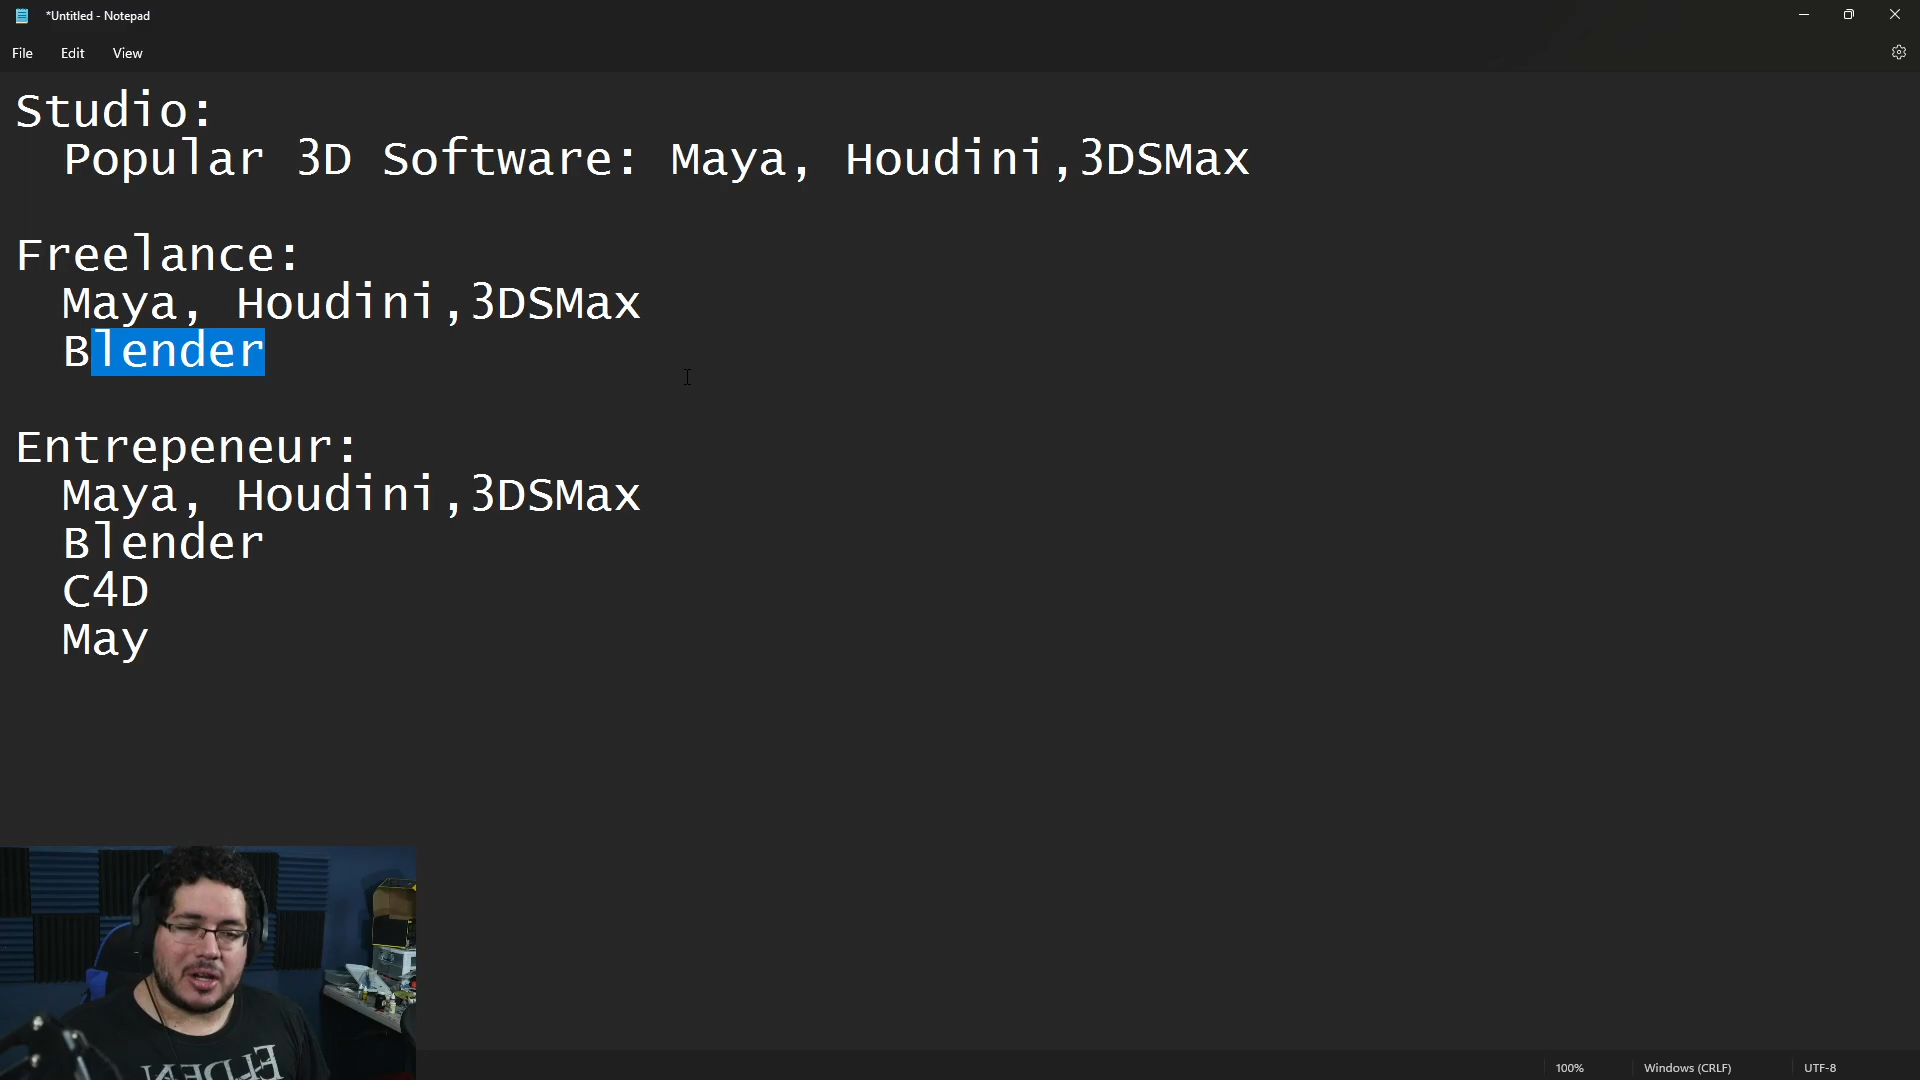 *Untitled - Notepad
File Edit View
Studio:
Popular 3D Software: Maya, Houdini,3DSMax
Freelance:
Maya, Houdini,3DSMax
Blender
Entrepeneur:
Maya, Houdini,3DSMax
Blender
C4D
May
ELDEN
100% Windows (CRLF) UTF-8